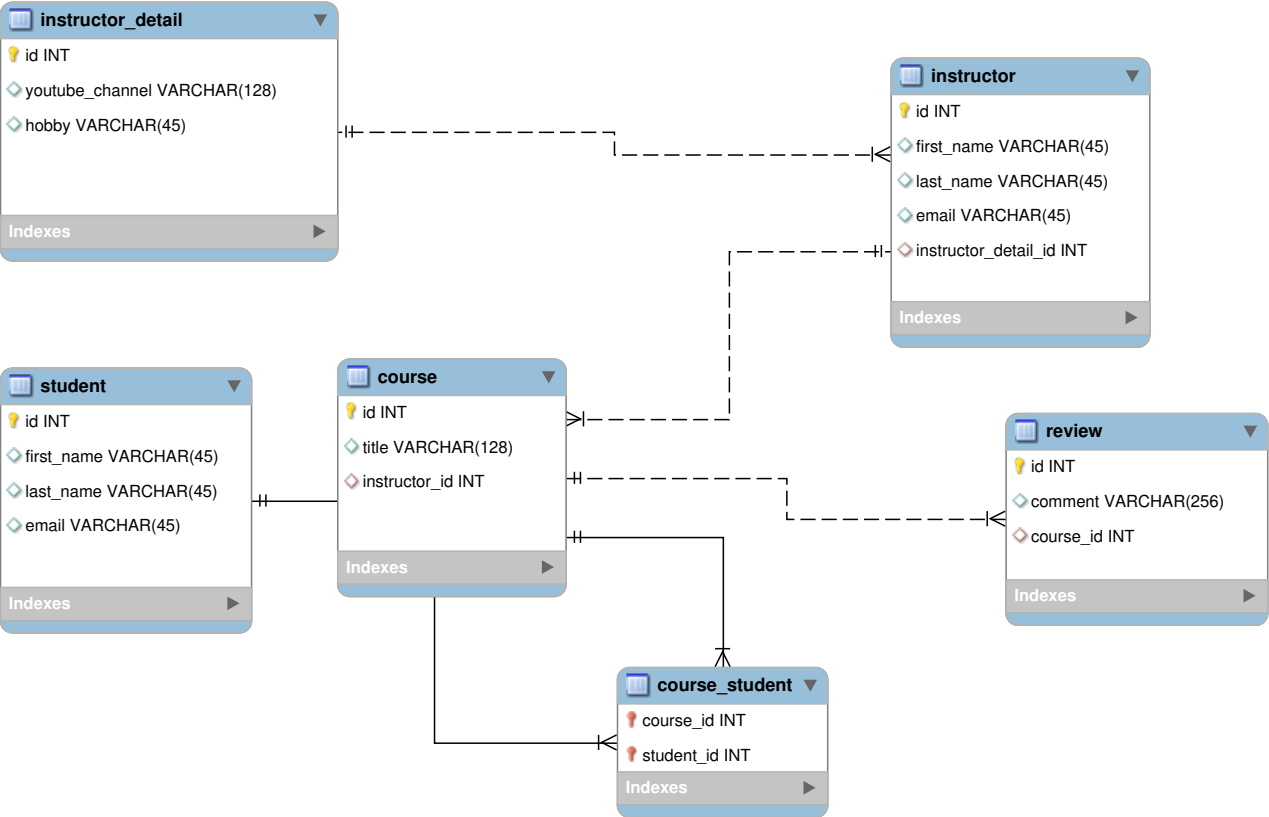 instructor_detail
id INT
youtube_channel VARCHAR(128)
hobby VARCHAR(45)
Indexes
instructor
id INT
first_name VARCHAR(45)
last_name VARCHAR(45)
email VARCHAR(45)
instructor_detail_id INT
Indexes
student
id INT
first_name VARCHAR(45)
last_name VARCHAR(45)
email VARCHAR(45)
Indexes
course
id INT
title VARCHAR(128)
instructor_id INT
Indexes
review
id INT
comment VARCHAR(256)
course_id INT
Indexes
course_student
course_id INT
student_id INT
Indexes